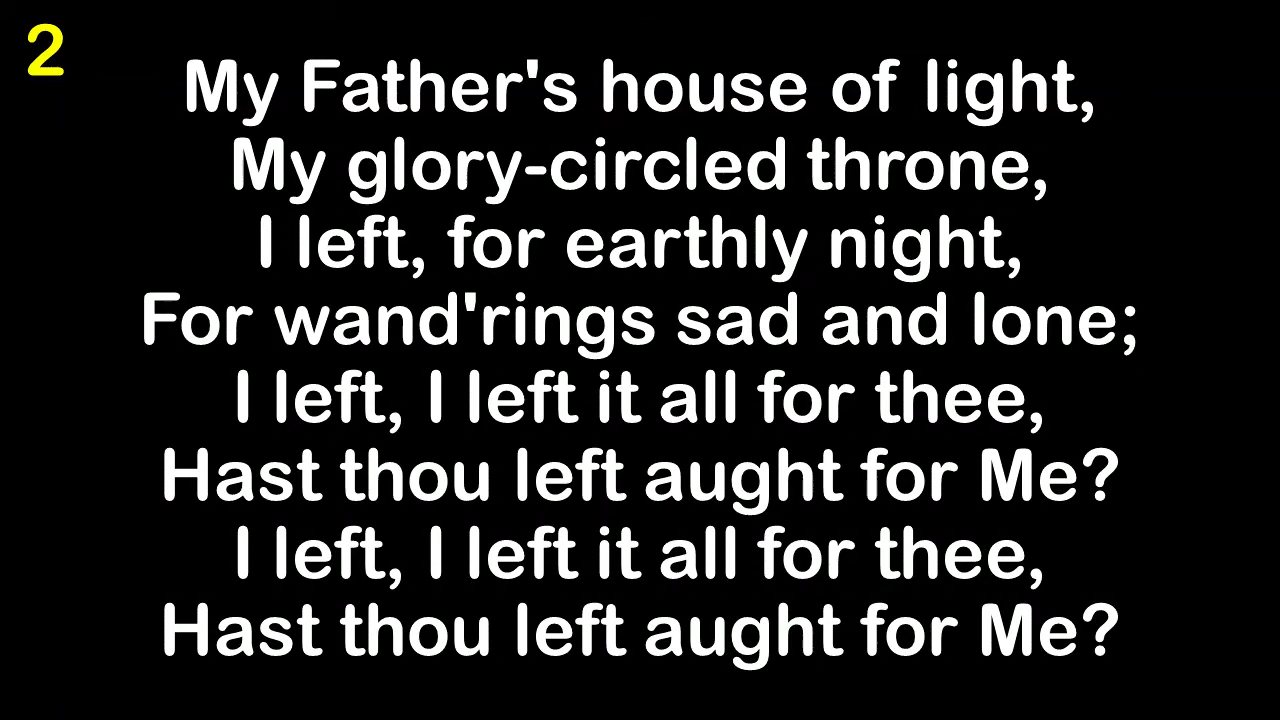 2
My Father's house of light,
My glory-circled throne,
I left, for earthly night,
For wand'rings sad and lone;
I left, I left it all for thee,
Hast thou left aught for Me?
I left, I left it all for thee,
Hast thou left aught for Me?